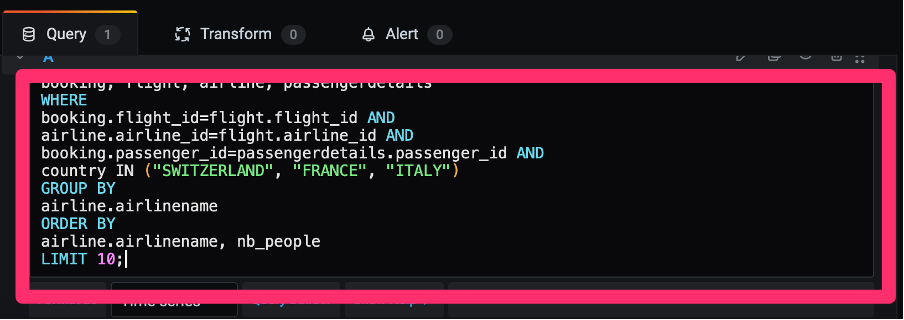 Query 1 Transform 0 Alert 0
A
booking, flight, airline, passengerdetails
WHERE
booking.flight_id=flight.flight_id AND
airline.airline_id=flight.airline_id AND
booking.passenger_id=passengerdetails.passenger_id AND
country IN ("SWITZERLAND", "FRANCE", "ITALY")
GROUP BY
airline.airlinename
ORDER BY
airline.airlinename, nb_people
LIMIT 10;
Time series